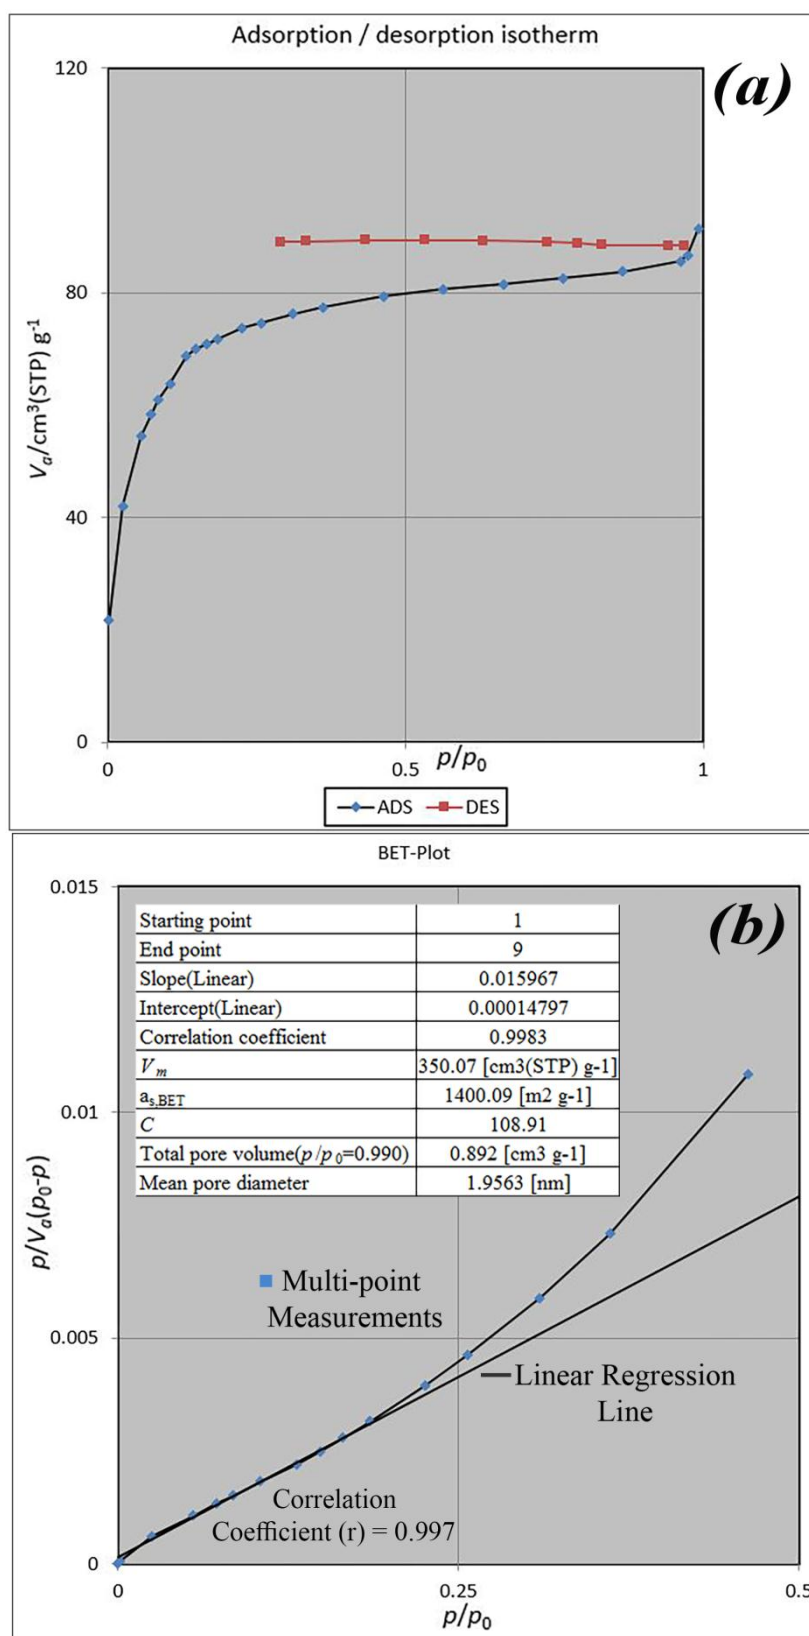 Adsorption / desorption isotherm
(a)
120
80
40
0
0 0.5 1
Va/cm³(STP) g⁻¹
p/p₀
ADS DES
BET-Plot
(b)
0.015
0.01
0.005
0
0 0.25 0.5
p/Va(p₀-p)
p/p₀
Starting point 1
End point 9
Slope(Linear) 0.015967
Intercept(Linear) 0.00014797
Correlation coefficient 0.9983
Vm 350.07 [cm3(STP) g-1]
as,BET 1400.09 [m2 g-1]
C 108.91
Total pore volume(p/p₀=0.990) 0.892 [cm3 g-1]
Mean pore diameter 1.9563 [nm]
Multi-point
Measurements
Linear Regression
Line
Correlation
Coefficient (r) = 0.997